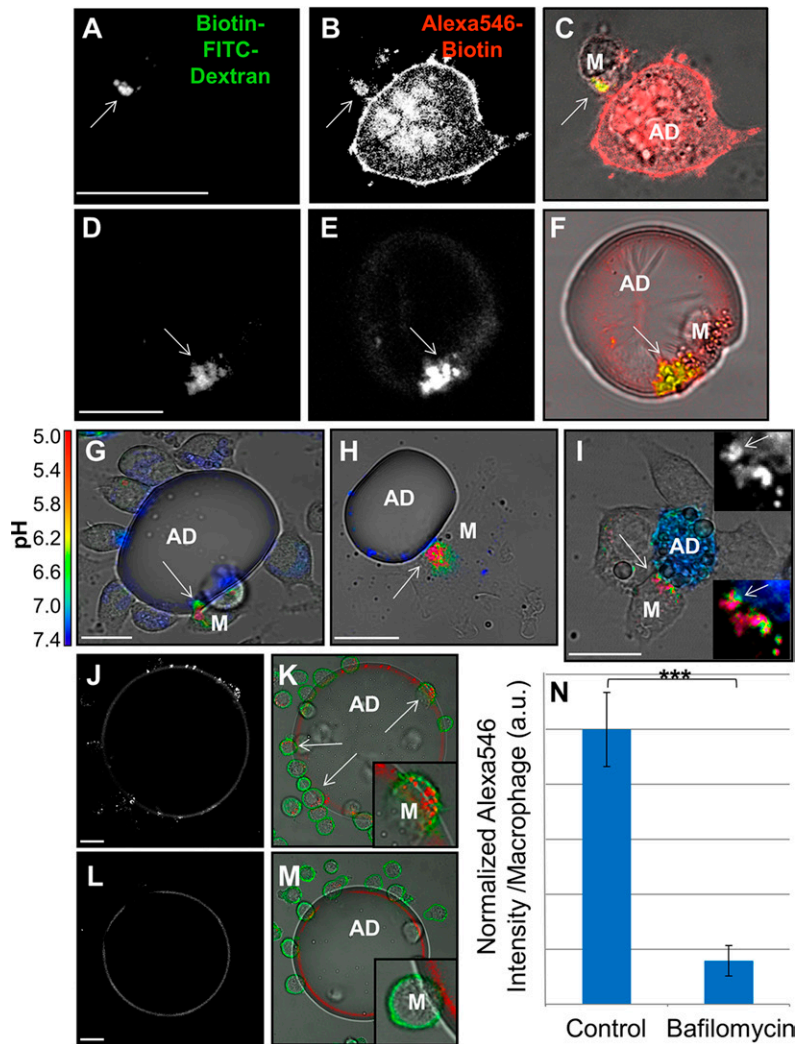 A
Biotin-
FITC-
Dextran
B
Alexa546-
Biotin
C
M
AD
D
E
F
AD
M
pH
5.0
5.4
5.8
6.2
6.6
7.0
7.4
G
AD
M
H
AD
M
I
AD
M
J
K
AD
M
L
M
AD
M
N
***
Normalized Alexa546
Intensity /Macrophage (a.u.)
Control
Bafilomycin